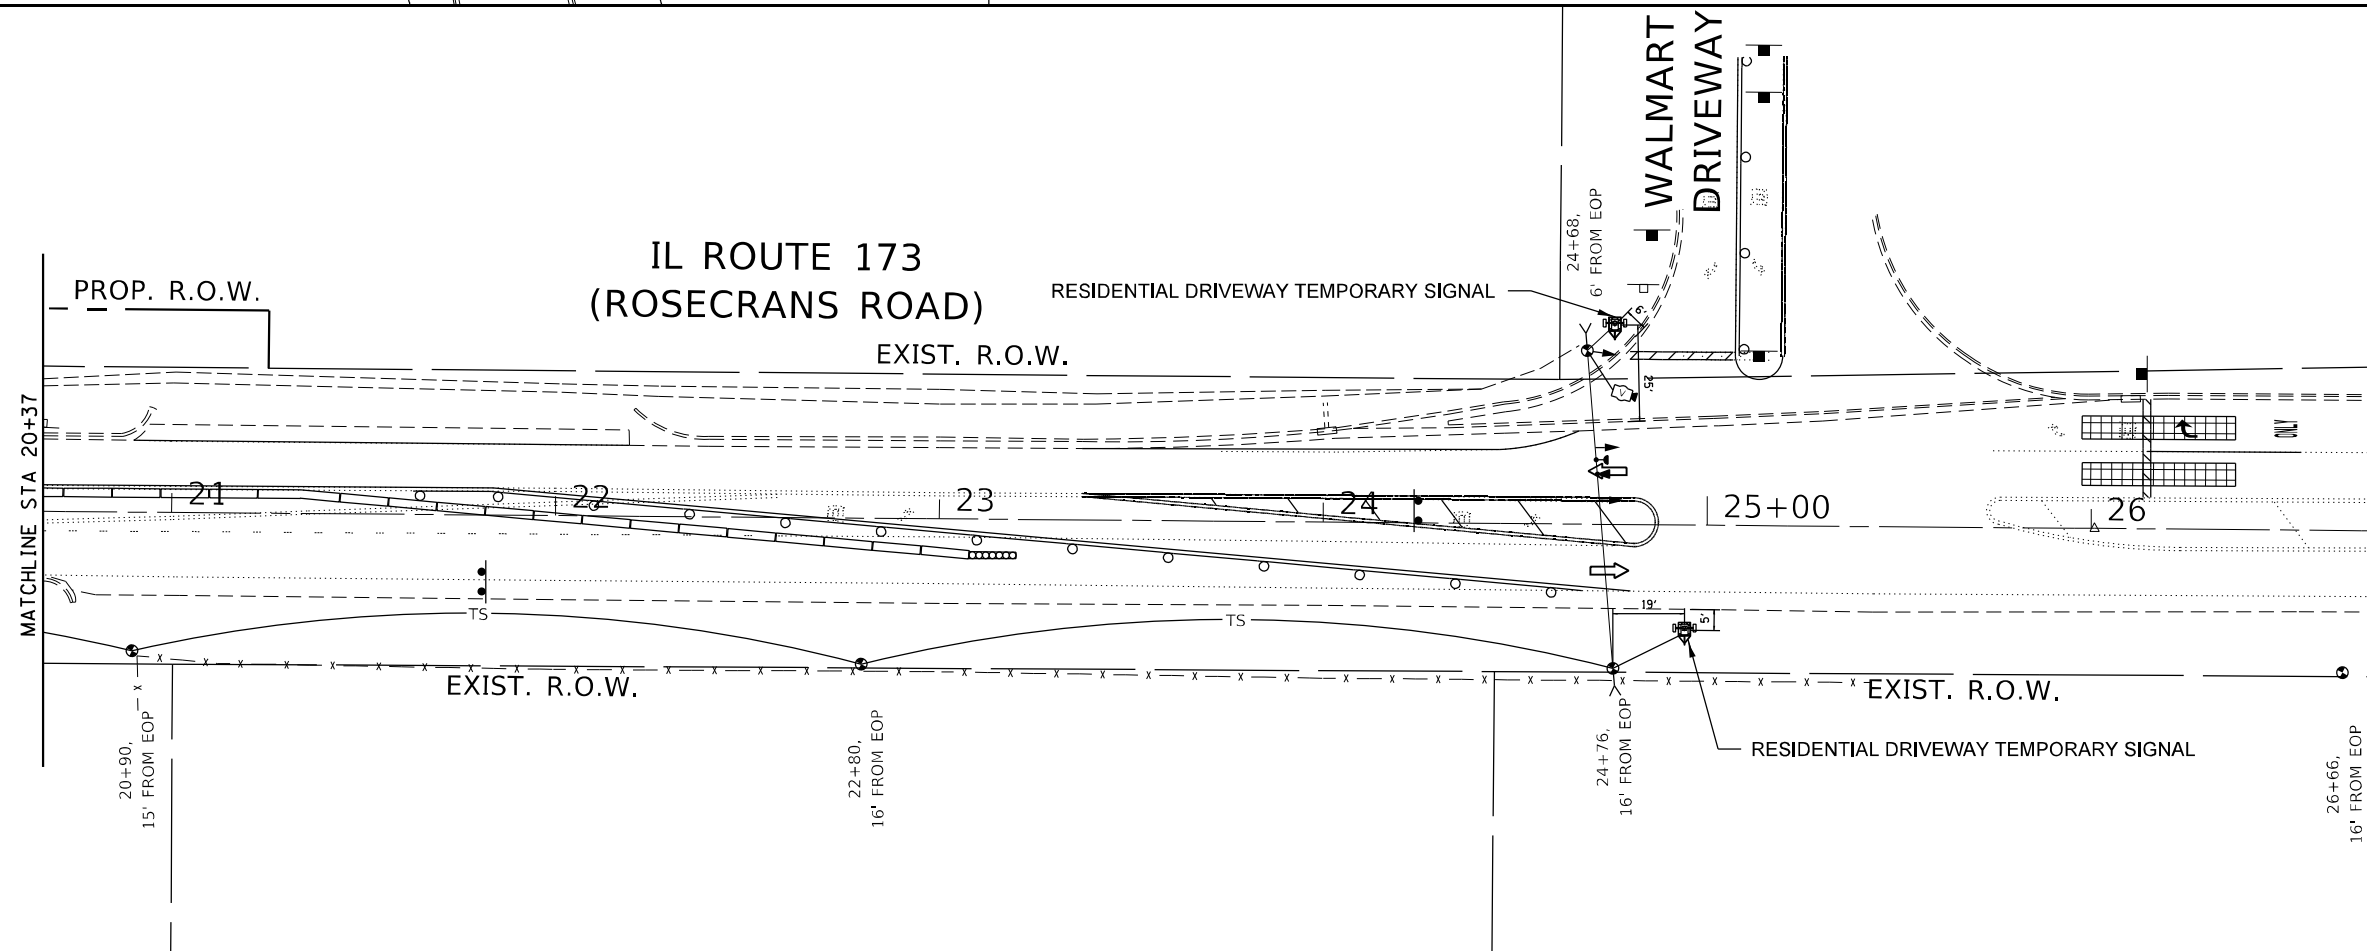 WALMART
DRIVEWAY
24+68,
6' FROM EOP
IL ROUTE 173
(ROSECRANS ROAD)
PROP. R.O.W.
RESIDENTIAL DRIVEWAY TEMPORARY SIGNAL
6'
EXIST. R.O.W.
25'
MATCHLINE STA 20+37
ONLY
21
22
23
24
25+00
26
TS
TS
19'
5'
X X X X X X X X X X X X X X X X X X X X X X
EXIST. R.O.W.
EXIST. R.O.W.
20+90,
15' FROM EOP
22+80,
16' FROM EOP
24+76,
16' FROM EOP
RESIDENTIAL DRIVEWAY TEMPORARY SIGNAL
26+66,
16' FROM EOP